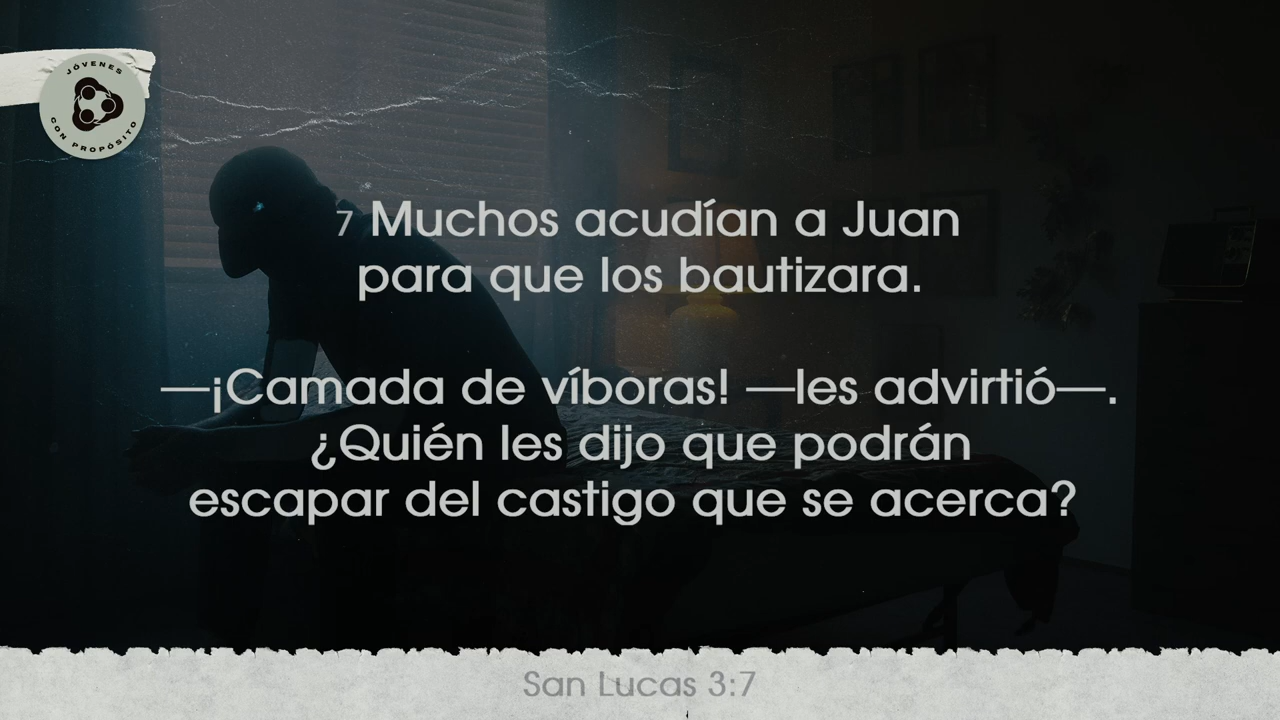 JÓVENES
CON PROPÓSITO
7 Muchos acudían a Juan
para que los bautizara.
—¡Camada de víboras! —les advirtió—.
¿Quién les dijo que podrán
escapar del castigo que se acerca?
San Lucas 3:7